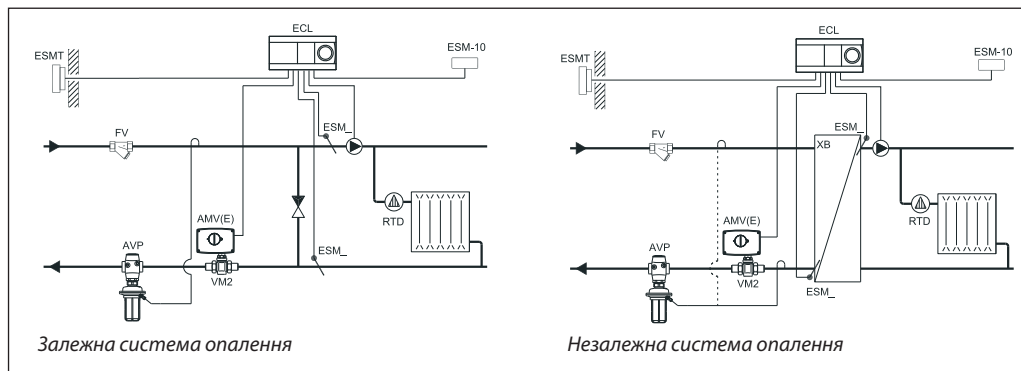 ECL
ESMT
ESM-10
FV
ESM_
RTD
AMV(E)
AVP
ESM_
VM2
Залежна система опалення
ECL
ESMT
ESM-10
FV
ESM_
XB
RTD
AMV(E)
AVP
VM2
ESM_
Незалежна система опалення